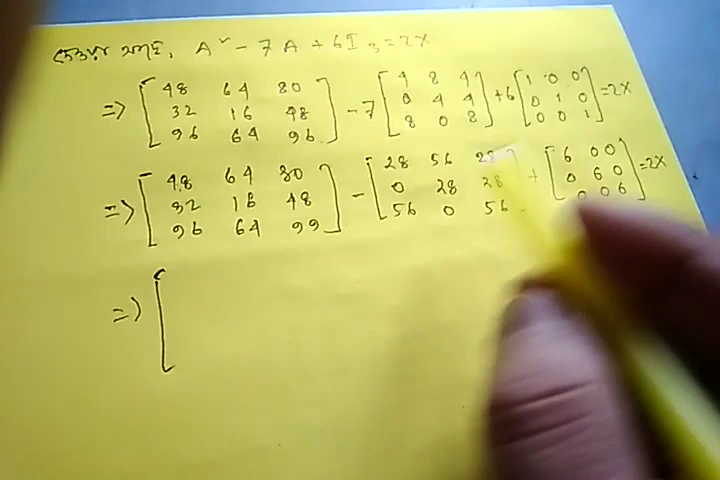 দেওয়া আছে, A² - 7A + 6I₃ = 2X
=> [48 64 80 32 16 48 96 64 96] - 7 [4 8 4 0 4 4 8 0 8] + 6 [1 0 0 0 1 0 0 0 1] = 2X
=> [48 64 80 32 16 48 96 64 99] - [28 56 28 0 28 28 56 0 56] + [6 0 0 0 6 0 0 0 6] = 2X
=> [